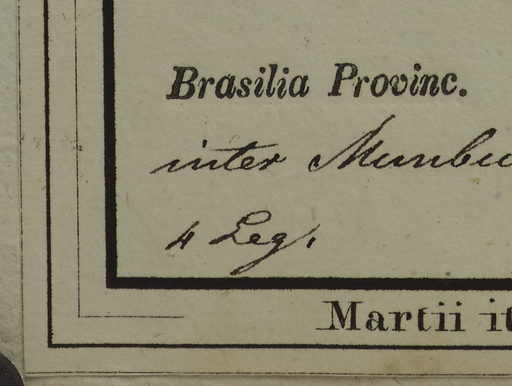 Brasilia Provinc.
inter
4 Leg.
Martii